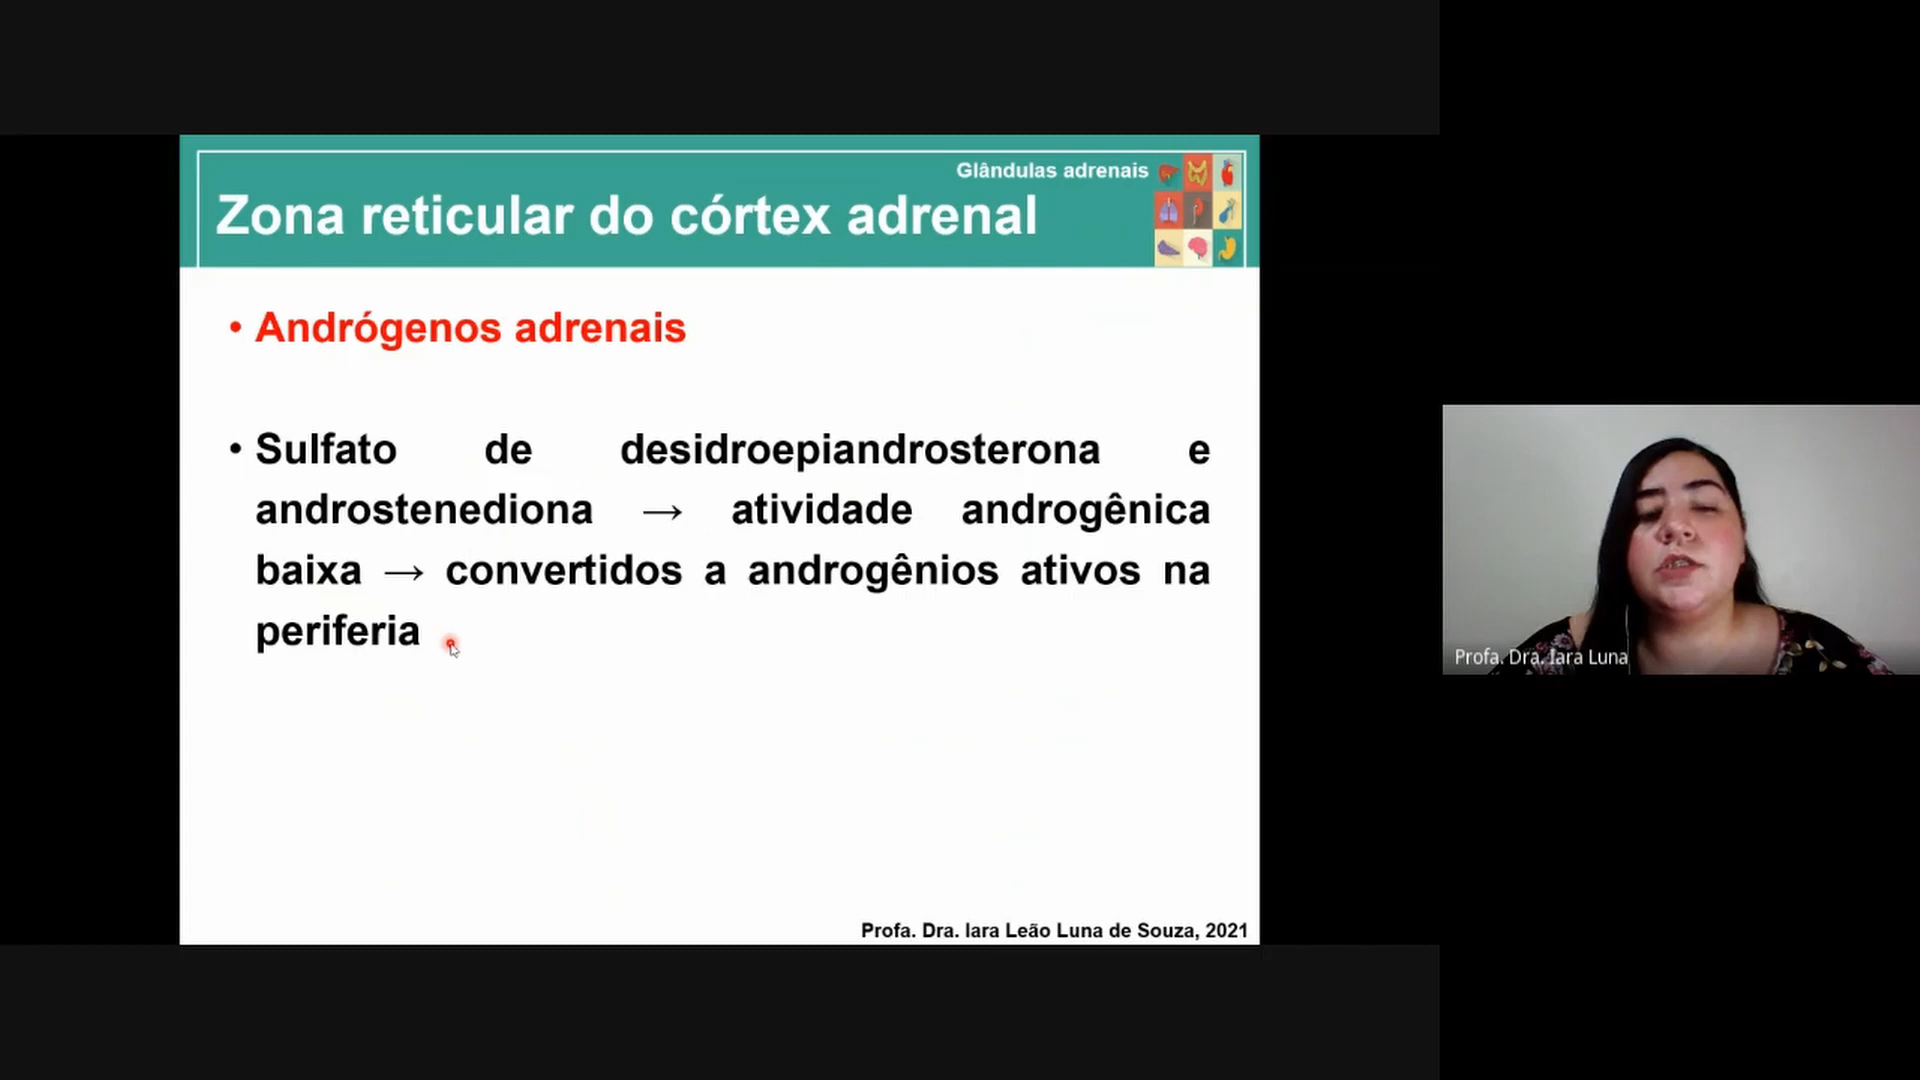 Glândulas adrenais
Zona reticular do córtex adrenal
• Andrógenos adrenais
• Sulfato de desidroepiandrosterona e
androstenediona → atividade androgênica
baixa → convertidos a androgênios ativos na
periferia
Profa. Dra. Iara Leão Luna de Souza, 2021
Profa. Dra. Iara Luna